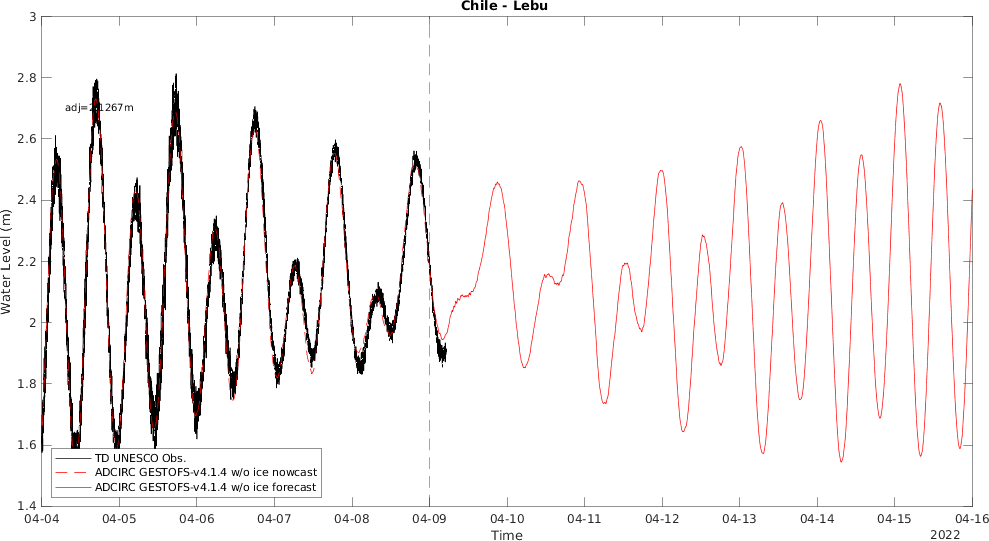 Chile - Lebu
3
2.8
adj=2.1267m
2.6
2.4
2.2
2
1.8
1.6
1.4
Water Level (m)
TD UNESCO Obs.
ADCIRC GESTOFS-v4.1.4 w/o ice nowcast
ADCIRC GESTOFS-v4.1.4 w/o ice forecast
04-04 04-05 04-06 04-07 04-08 04-09 04-10 04-11 04-12 04-13 04-14 04-15 04-16
Time
2022